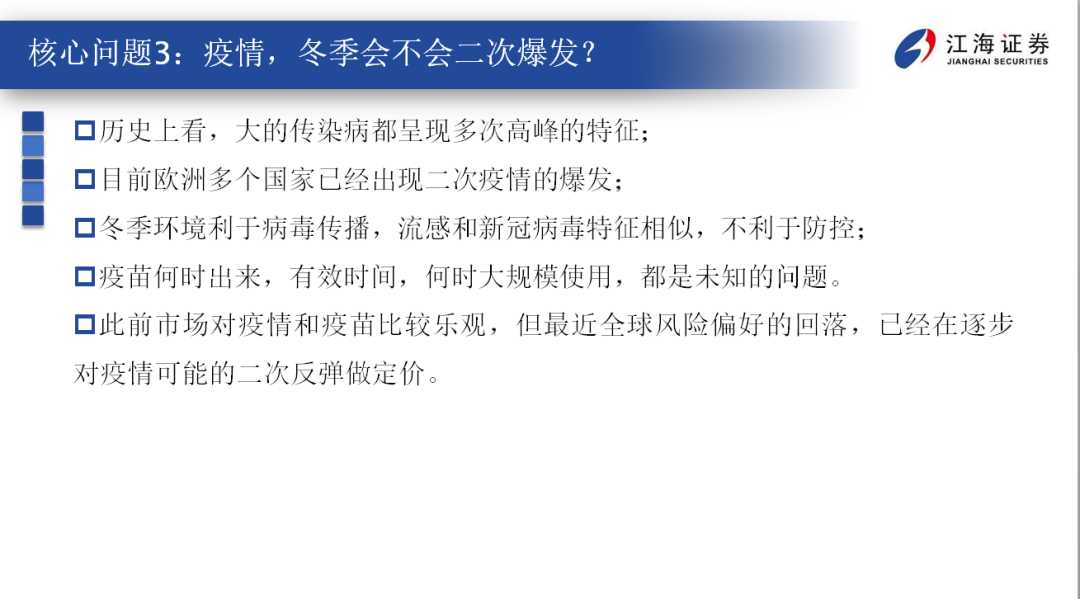 核心问题3：疫情，冬季会不会二次爆发？
江海证券
JIANGHAI SECURITIES
历史上看，大的传染病都呈现多次高峰的特征；
目前欧洲多个国家已经出现二次疫情的爆发；
冬季环境利于病毒传播，流感和新冠病毒特征相似，不利于防控；
疫苗何时出来，有效时间，何时大规模使用，都是未知的问题。
此前市场对疫情和疫苗比较乐观，但最近全球风险偏好的回落，已经在逐步
对疫情可能的二次反弹做定价。